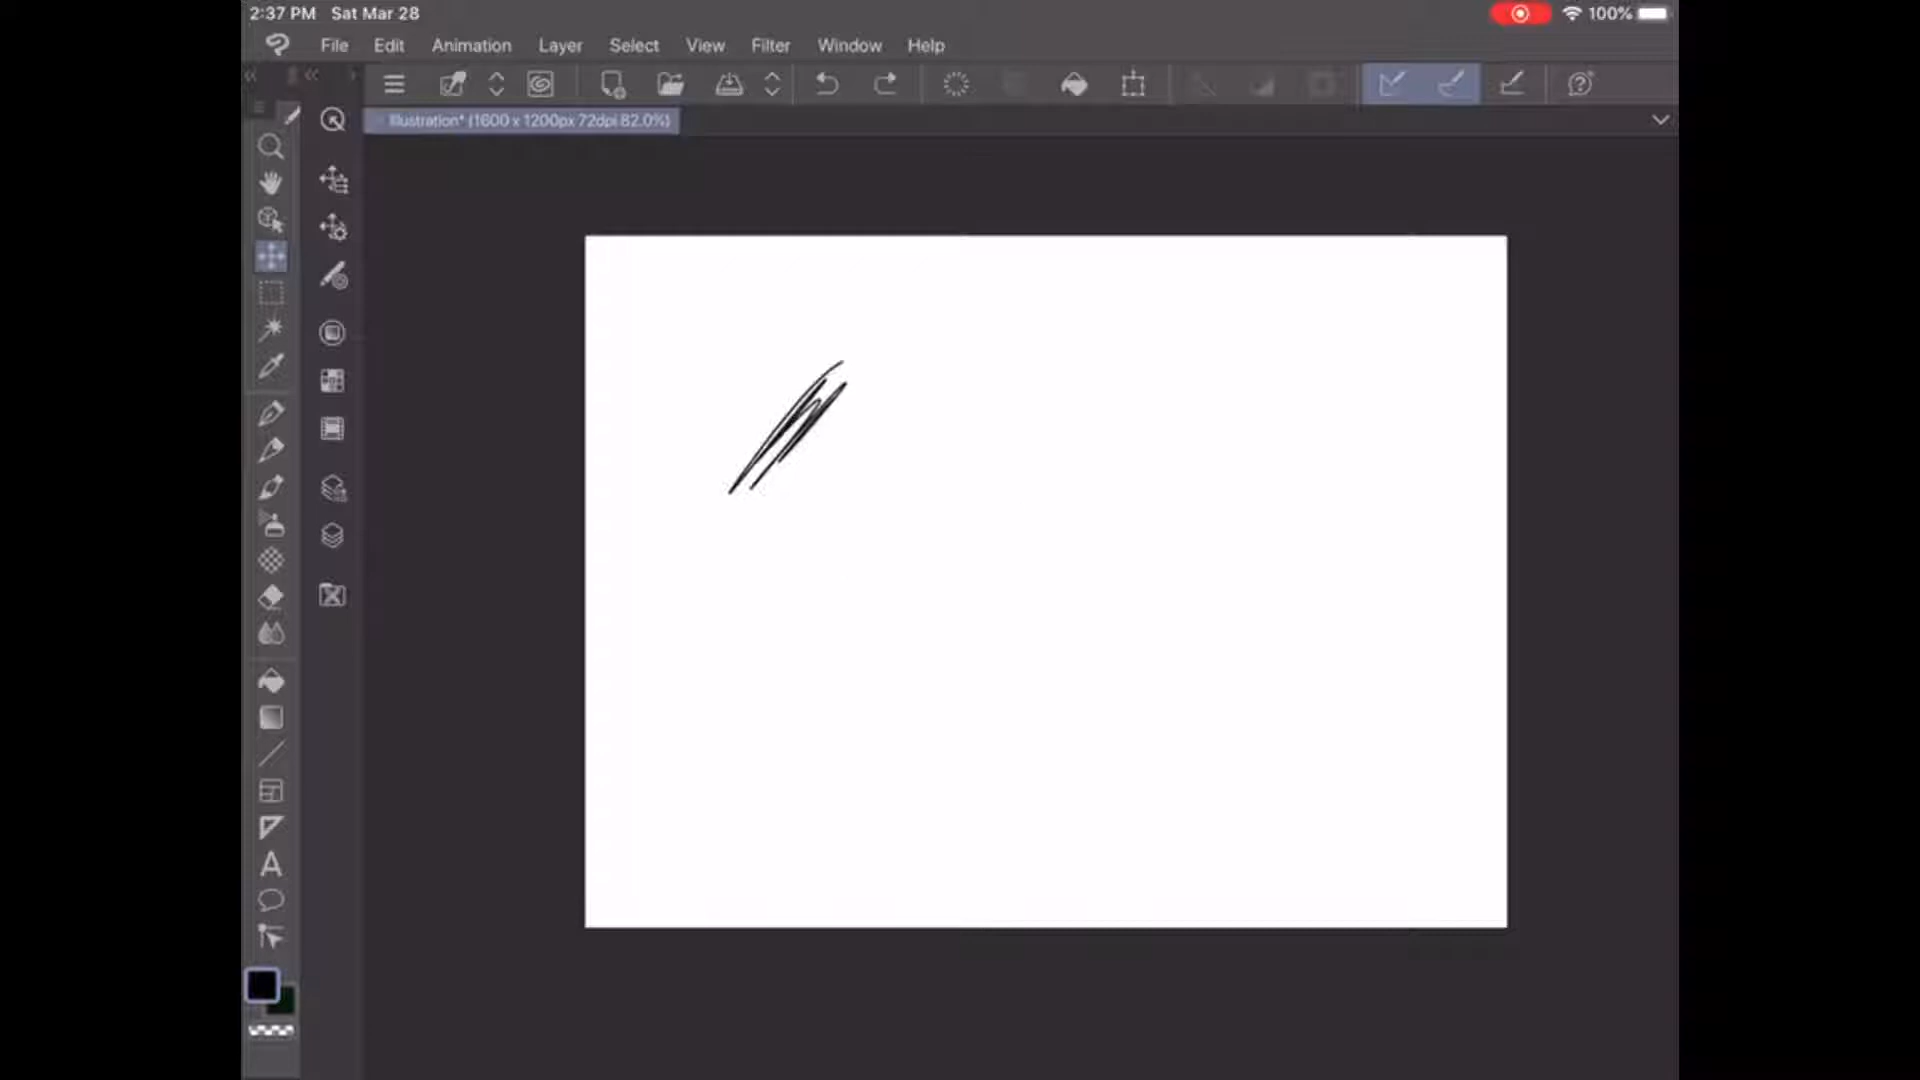 2:37 PM Sat Mar 28 100%
File Edit Animation Layer Select View Filter Window Help
Illustration* (1600 x 1200px 72dpi 82.0%)
A